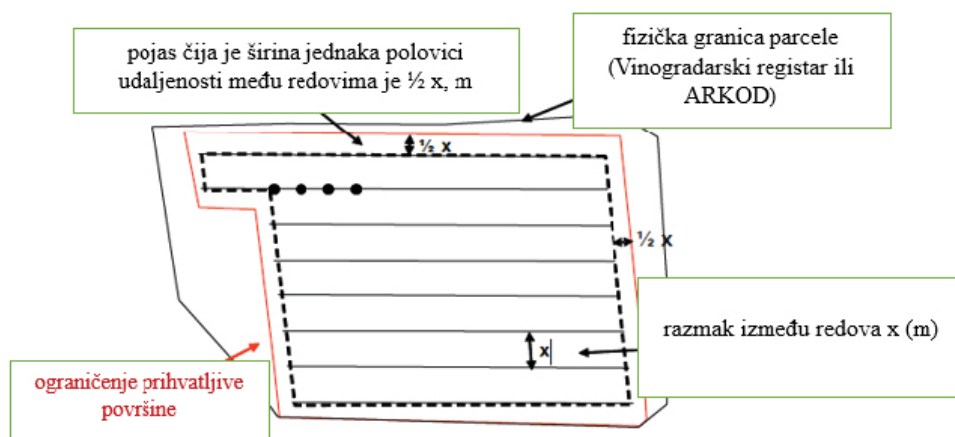 pojas čija je širina jednaka polovici
udaljenosti među redovima je ½ x, m
fizička granica parcele
(Vinogradarski registar ili
ARKOD)
½ x
½ x
razmak između redova x (m)
x
ograničenje prihvatljive
površine